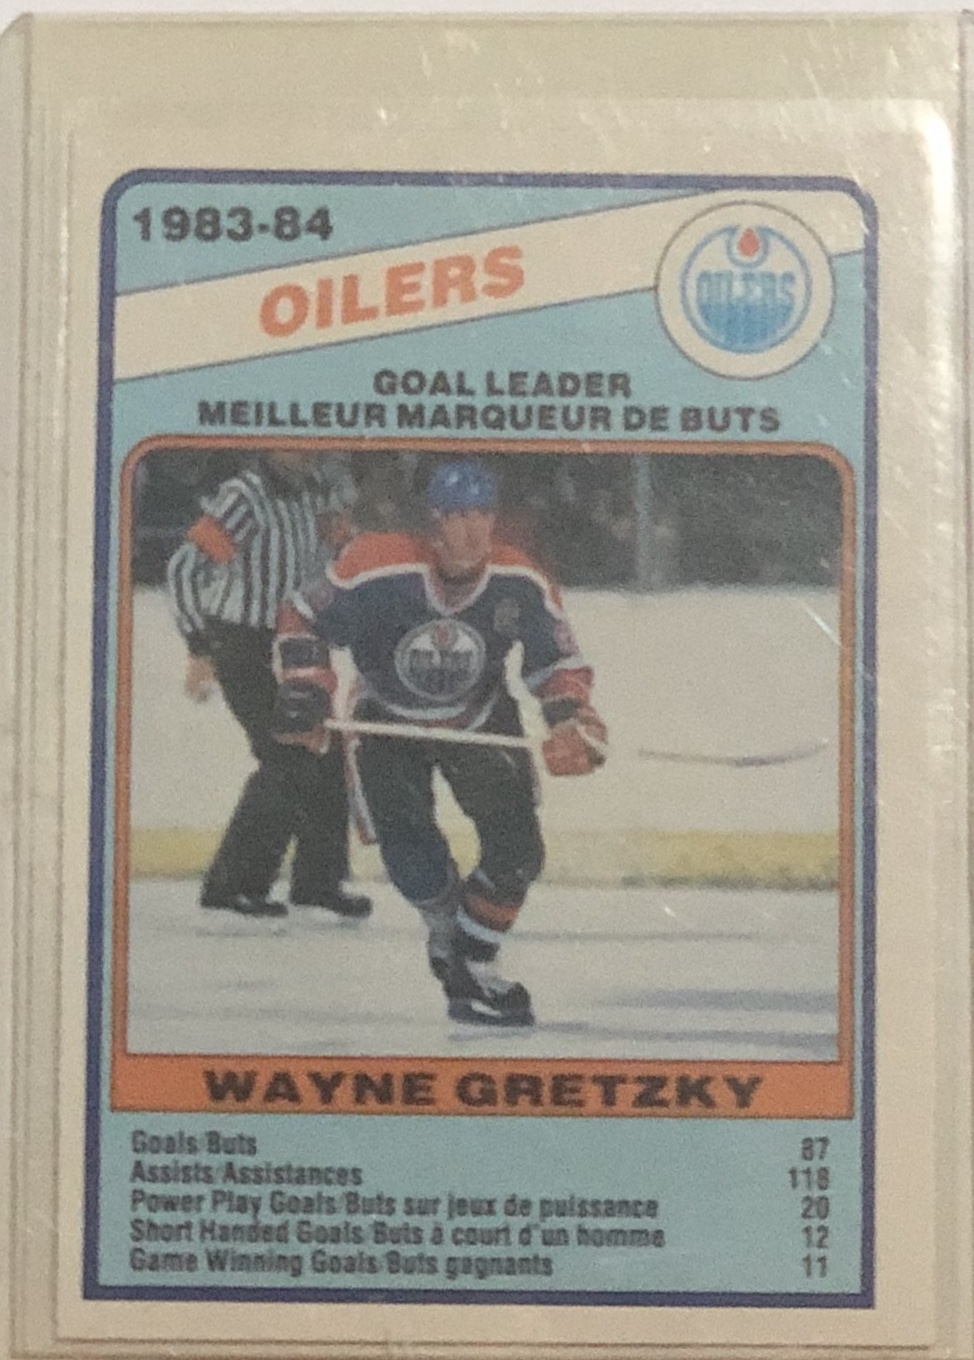 1983-84
OILERS
OILERS
GOAL LEADER
MEILLEUR MARQUEUR DE BUTS
OILERS
WAYNE GRETZKY
Goals/Buts 87
Assists/Assistances 118
Power Play Goals/Buts sur jeux de puissance 20
Short Handed Goals/Buts à court d'un homme 12
Game Winning Goals/Buts gagnants 11